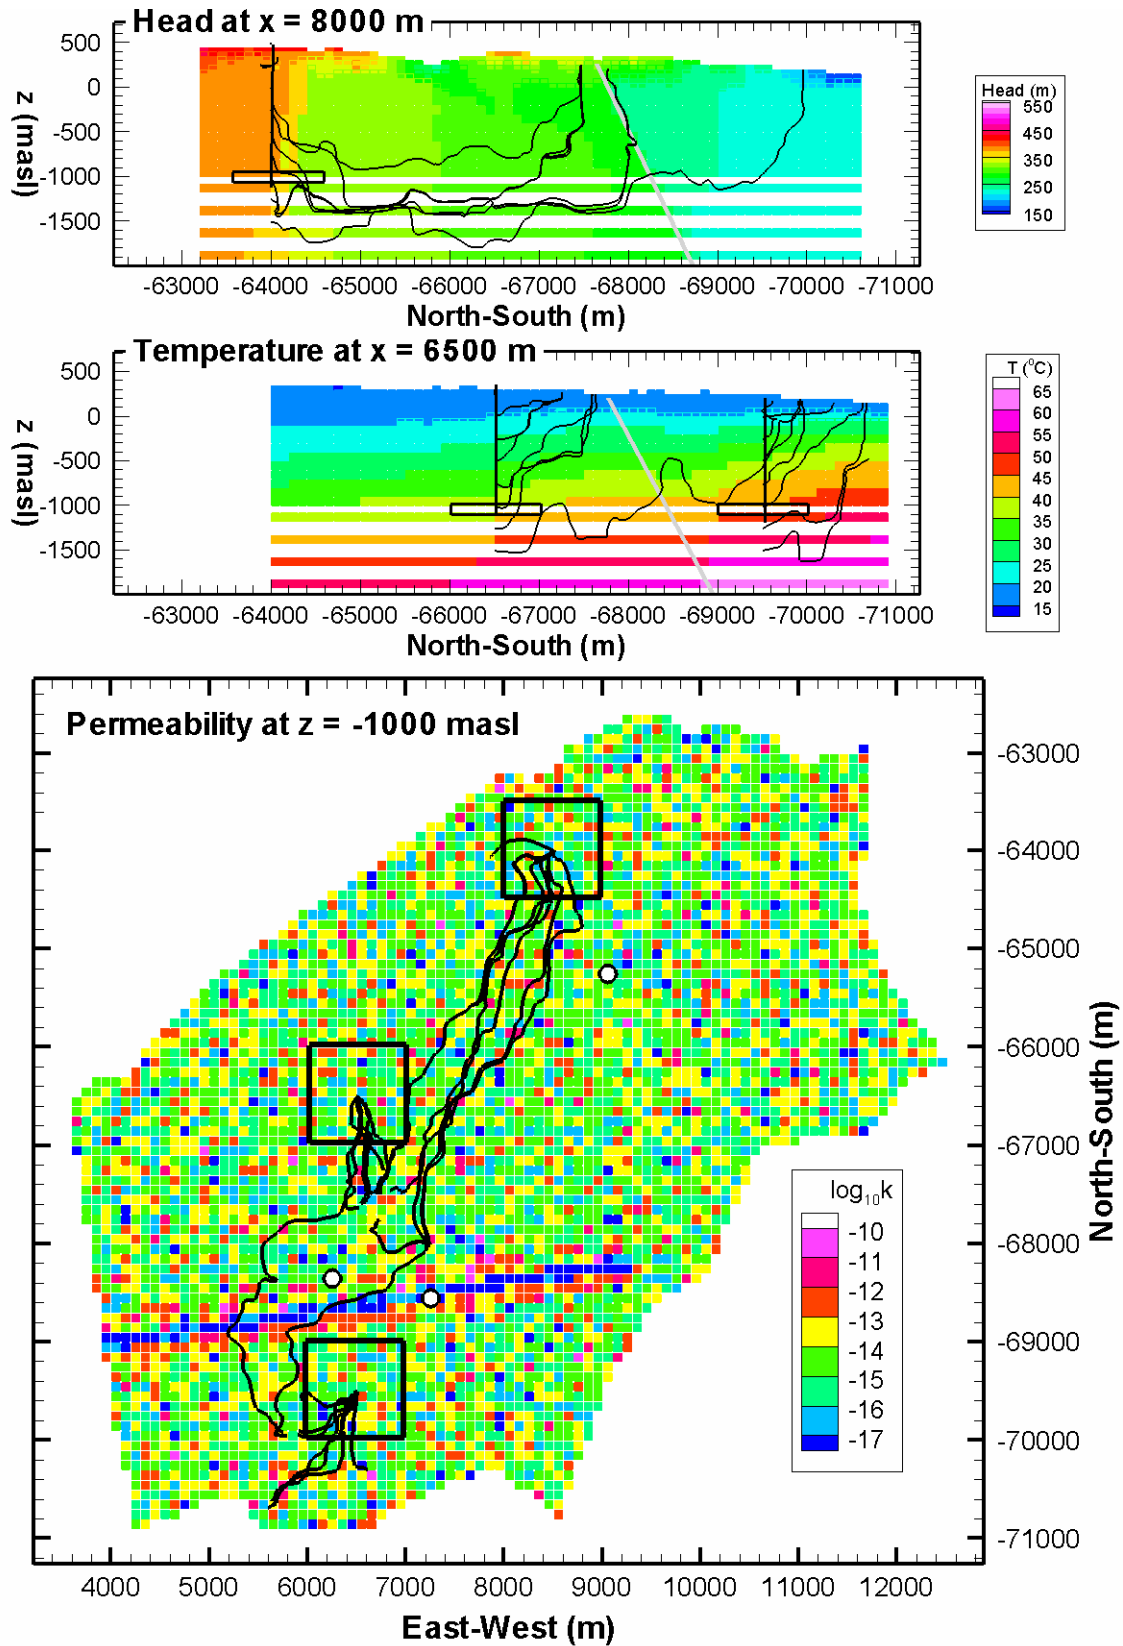 Head at x = 8000 m
500
0
-500
-1000
-1500
z (masl)
-63000 -64000 -65000 -66000 -67000 -68000 -69000 -70000 -71000
North-South (m)
Head (m)
550
450
350
250
150
Temperature at x = 6500 m
500
0
-500
-1000
-1500
z (masl)
-63000 -64000 -65000 -66000 -67000 -68000 -69000 -70000 -71000
North-South (m)
T (⁰C)
65
60
55
50
45
40
35
30
25
20
15
Permeability at z = -1000 masl
-63000
-64000
-65000
-66000
-67000
-68000
-69000
-70000
-71000
North-South (m)
log₁₀k
-10
-11
-12
-13
-14
-15
-16
-17
4000 5000 6000 7000 8000 9000 10000 11000 12000
East-West (m)